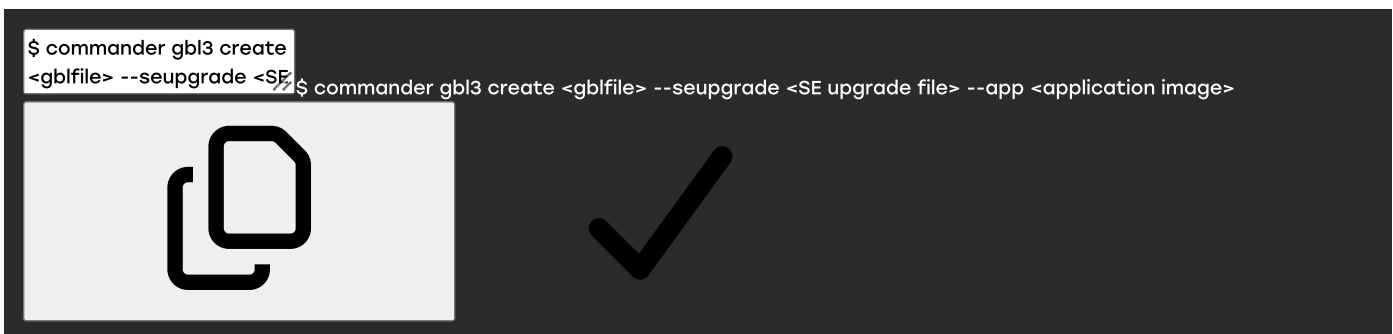 $ commander gbl3 create
<gblfile> --seupgrade <SE
$ commander gbl3 create <gblfile> --seupgrade <SE upgrade file> --app <application image>